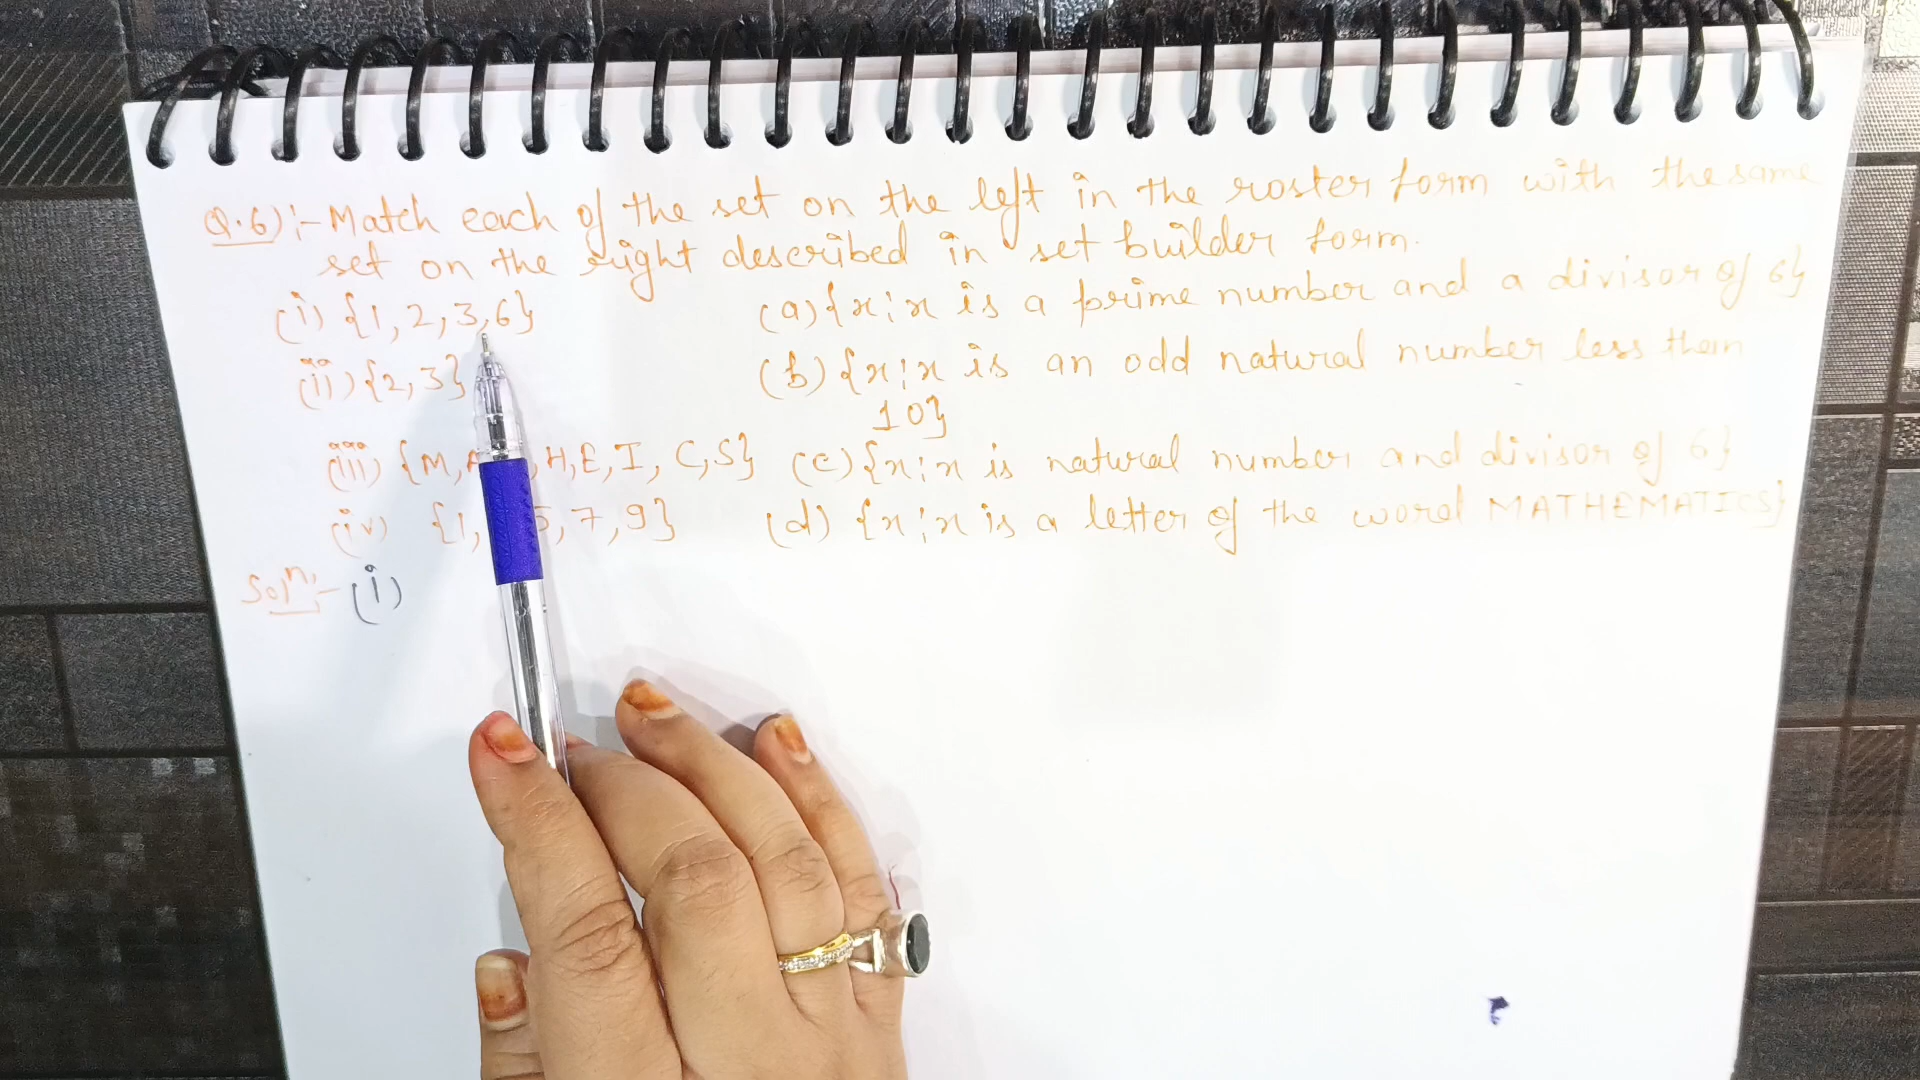 Q.6):- Match each of the set on the left in the roster form with the same
set on the right described in set builder form.
(i) {1, 2, 3, 6} (a) {x : x is a prime number and a divisor of 6}
(ii) {2, 3} (b) {x : x is an odd natural number less than
10}
(iii) {M, A , H, E, I, C, S} (c) {x : x is natural number and divisor of 6}
(iv) {1, 5, 7, 9} (d) {x : x is a letter of the word MATHEMATICS}
Soln:- (i)